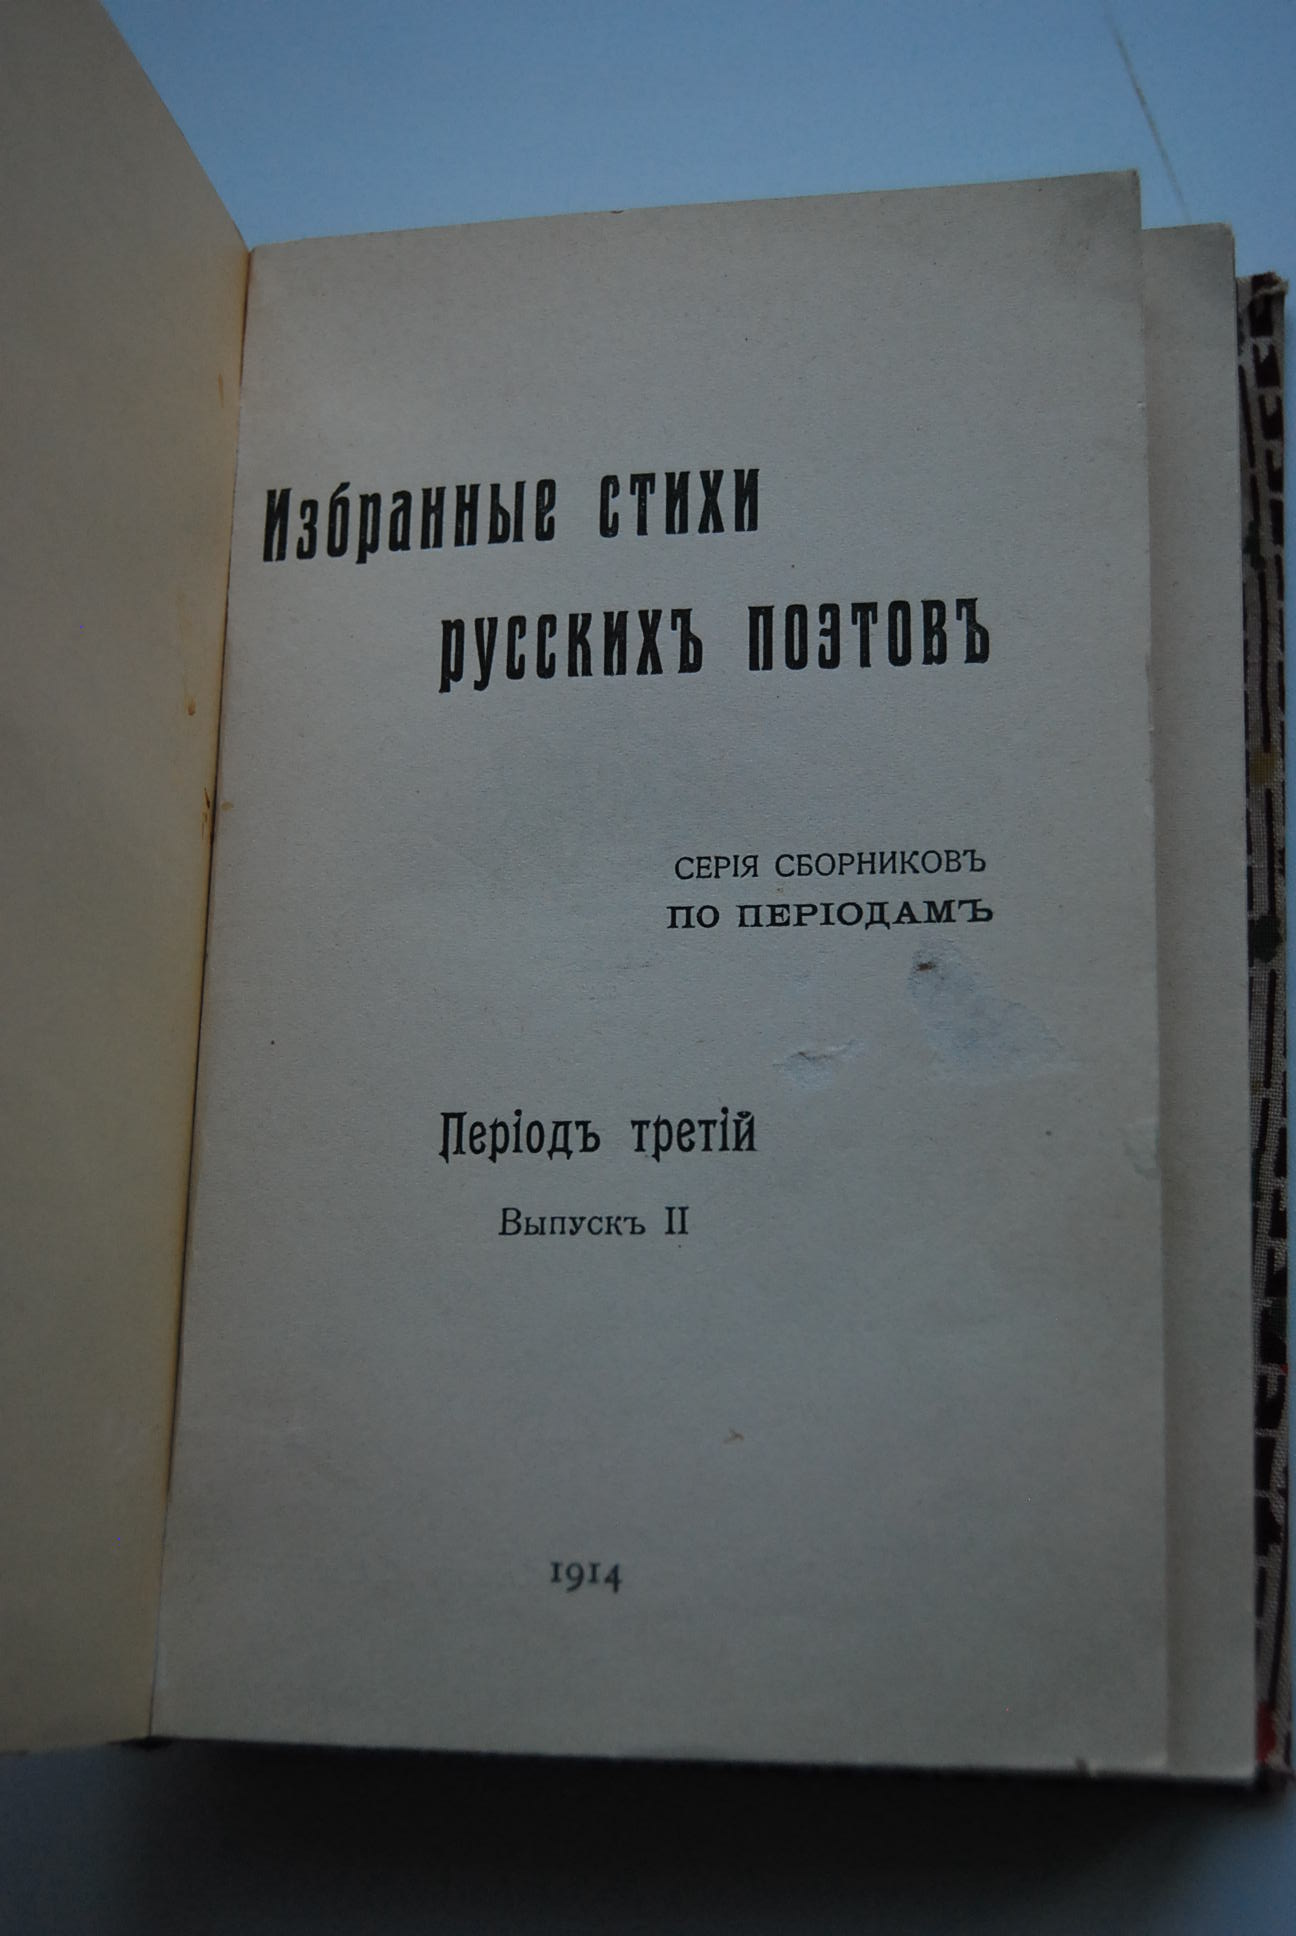 Избранные стихи
русскихъ поэтовъ
СЕРІЯ СБОРНИКОВЪ
ПО ПЕРІОДАМЪ
Періодъ третій
Выпускъ II
1914